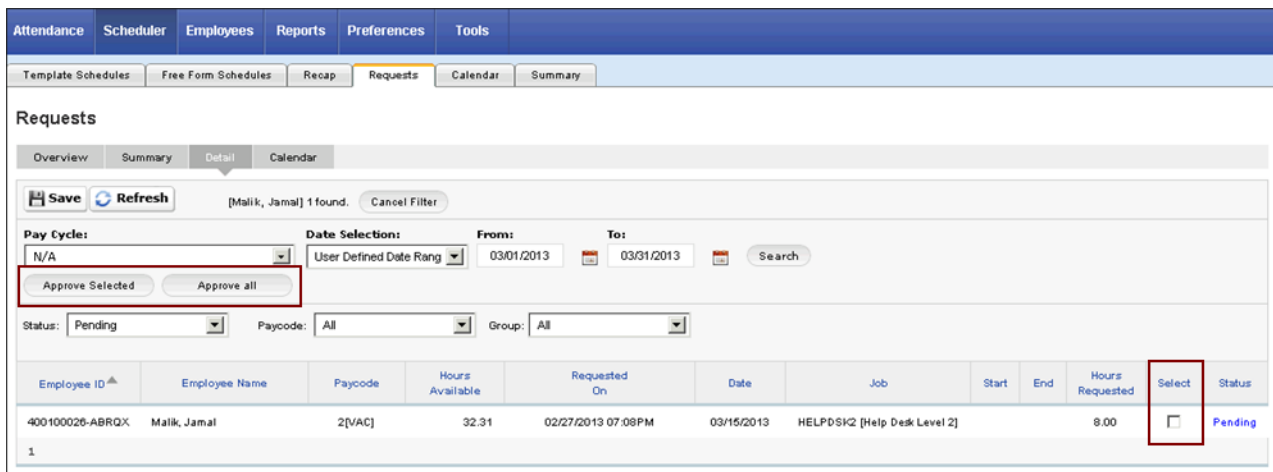 Attendance Scheduler Employees Reports Preferences Tools
Template Schedules Free Form Schedules Recap Requests Calendar Summary
Requests
Overview Summary Detail Calendar
Save Refresh [Malik, Jamal] 1 found. Cancel Filter
Pay Cycle: Date Selection: From: To:
N/A User Defined Date Rang 03/01/2013 03/31/2013 Search
Approve Selected Approve all
Status: Pending Paycode: All Group: All
Employee ID Employee Name Paycode Hours Available Requested On Date Job Start End Hours Requested Select Status
400100026-ABRQX Malik, Jamal 2[VAC] 32.31 02/27/2013 07:08PM 03/15/2013 HELPDSK2 [Help Desk Level 2] 8.00 Pending
1